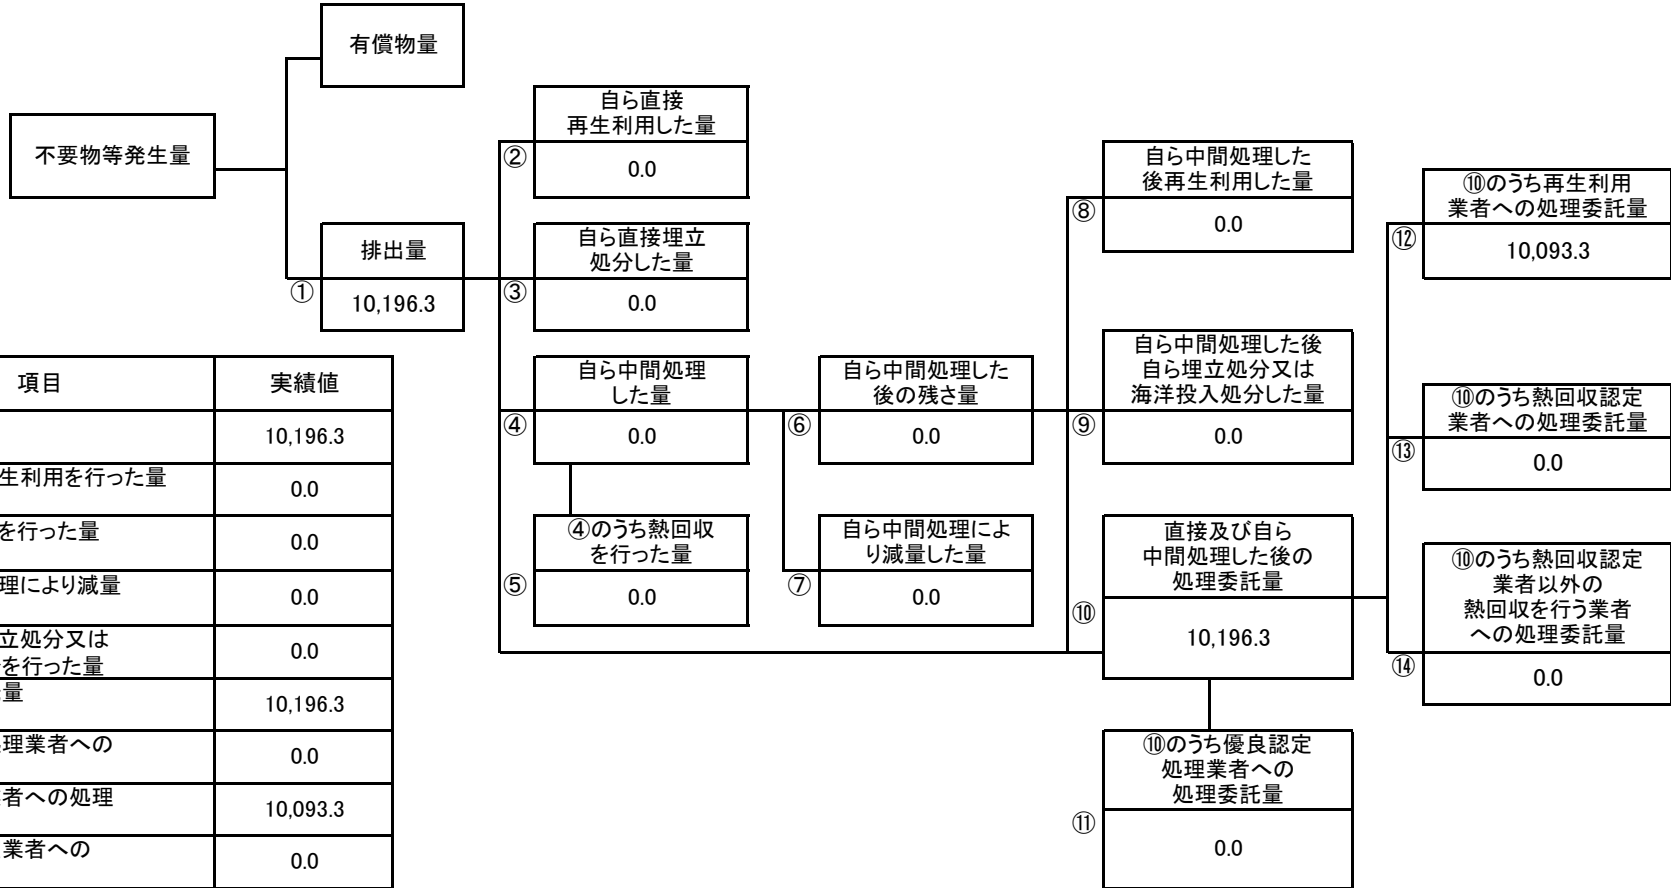 有償物量
不要物等発生量
排出量
①
10,196.3
自ら直接
再生利用した量
②
0.0
自ら直接埋立
処分した量
③
0.0
自ら中間処理
した量
④
0.0
④のうち熱回収
を行った量
⑤
0.0
自ら中間処理した
後の残さ量
⑥
0.0
自ら中間処理によ
り減量した量
⑦
0.0
自ら中間処理した
後再生利用した量
⑧
0.0
自ら中間処理した後
自ら埋立処分又は
海洋投入処分した量
⑨
0.0
直接及び自ら
中間処理した後の
処理委託量
⑩
10,196.3
⑩のうち優良認定
処理業者への
処理委託量
⑪
0.0
⑩のうち再生利用
業者への処理委託量
⑫
10,093.3
⑩のうち熱回収認定
業者への処理委託量
⑬
0.0
⑩のうち熱回収認定
業者以外の
熱回収を行う業者
への処理委託量
⑭
0.0
項目 実績値
10,196.3
生利用を行った量
0.0
を行った量
0.0
理により減量
0.0
立処分又は
を行った量
0.0
量
10,196.3
理業者への
0.0
者への処理
10,093.3
業者への
0.0